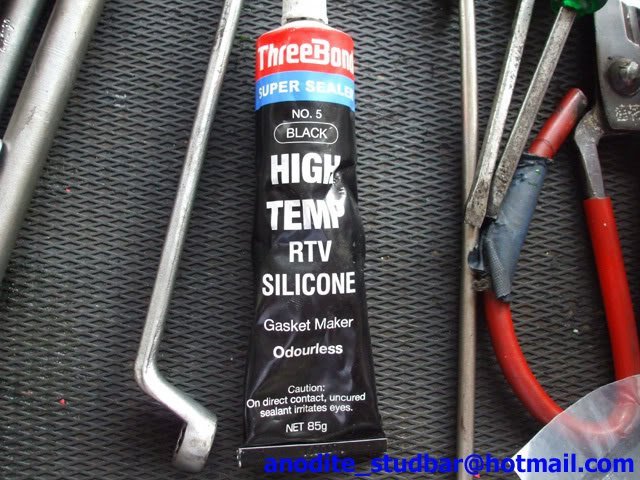 ThreeBond
SUPER SEALER
NO. 5
BLACK
HIGH
TEMP
RTV
SILICONE
Gasket Maker
Odourless
Caution:
On direct contact, uncured
sealant irritates eyes.
NET 85g
anodite_studbar@hotmail.com